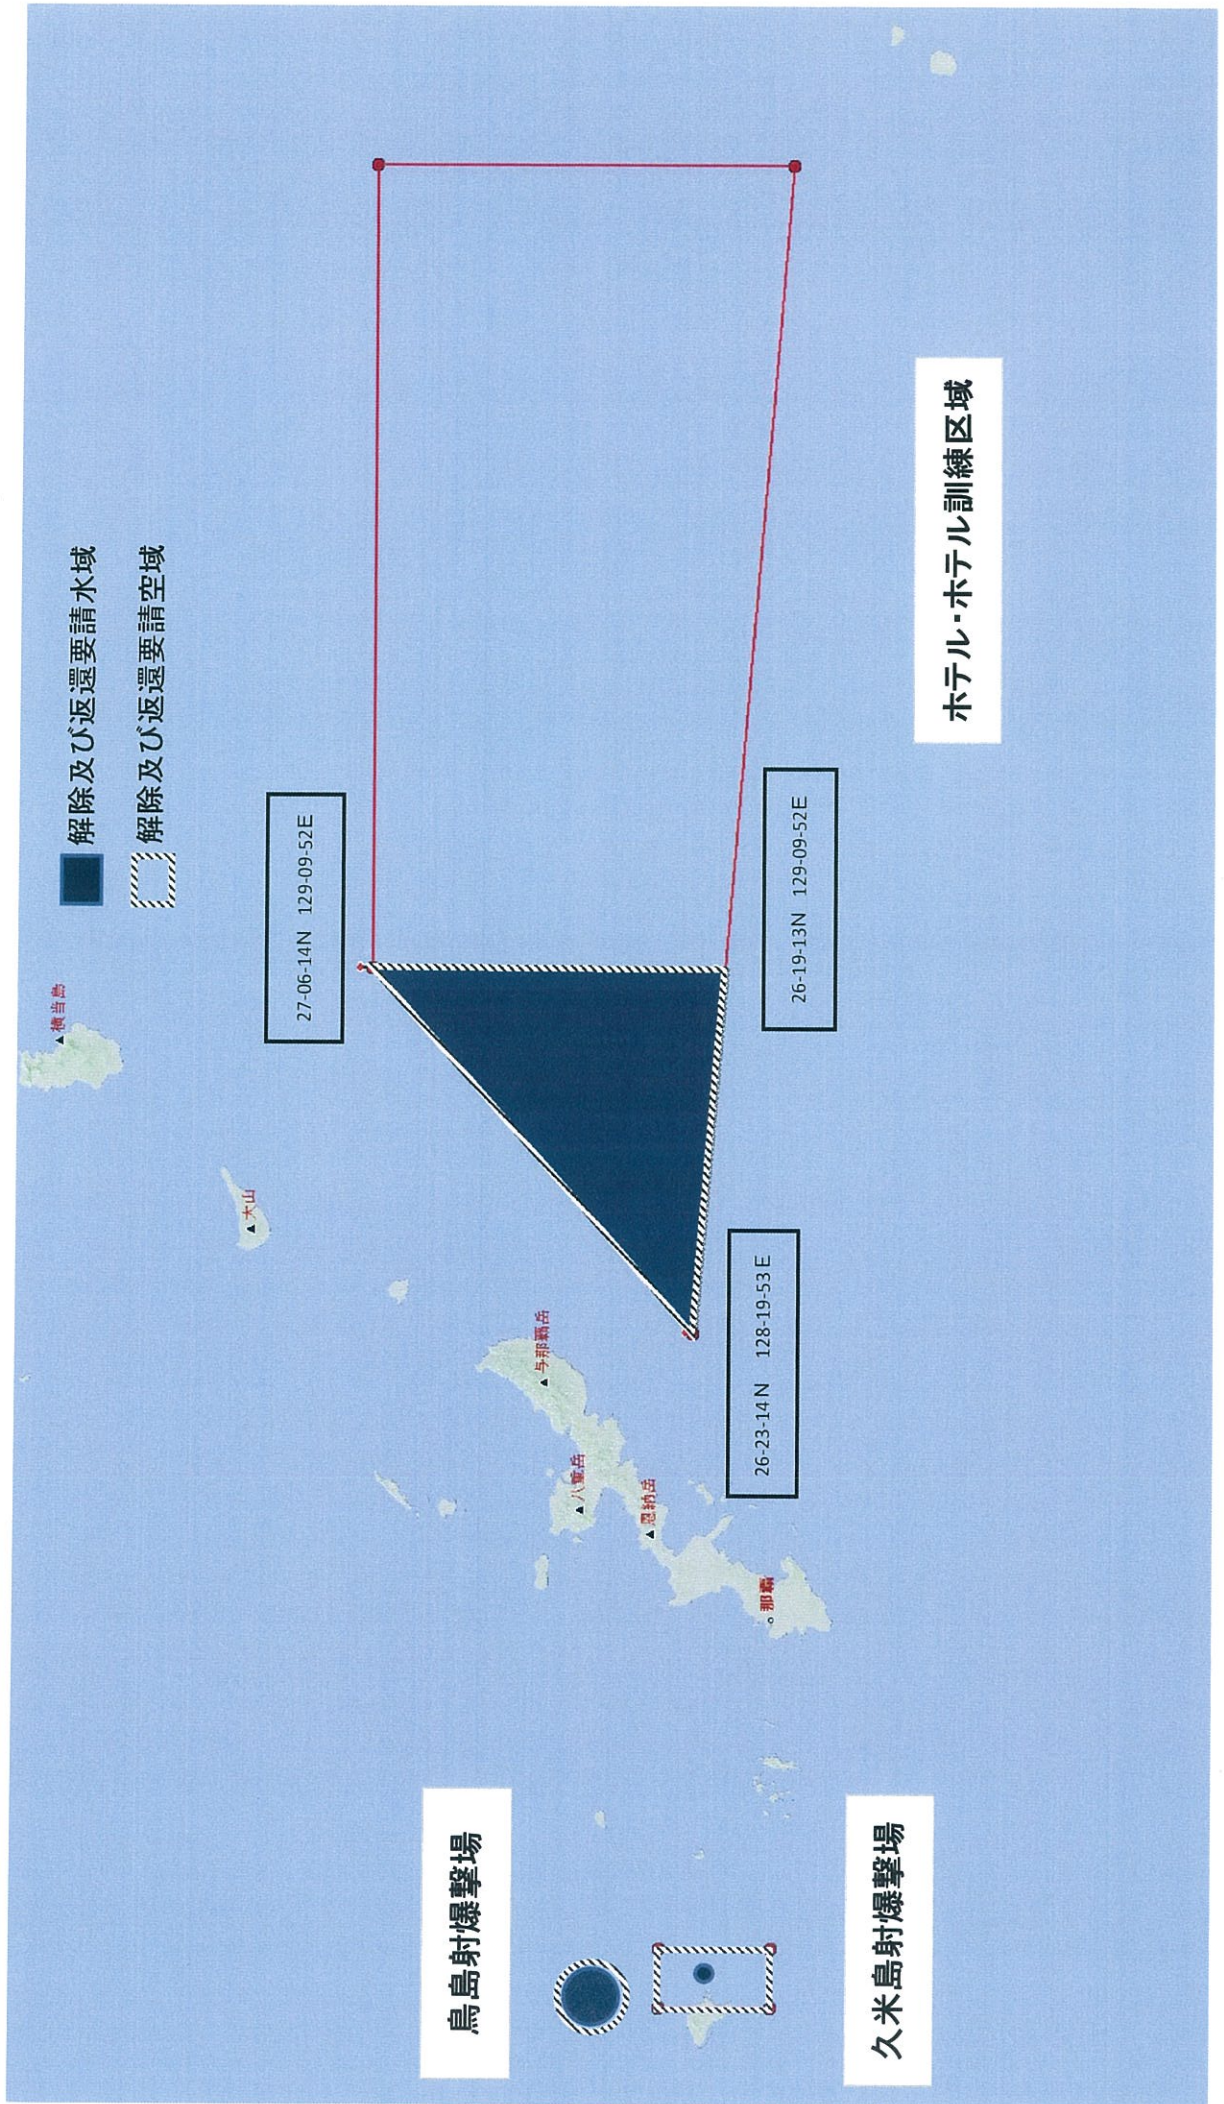 解除及び返還要請水域
解除及び返還要請空域
横当島
大山
27-06-14N 129-09-52E
与那覇岳
八重岳
恩納岳
那覇
26-23-14N 128-19-53E
26-19-13N 129-09-52E
鳥島射爆撃場
久米島射爆撃場
ホテル・ホテル訓練区域